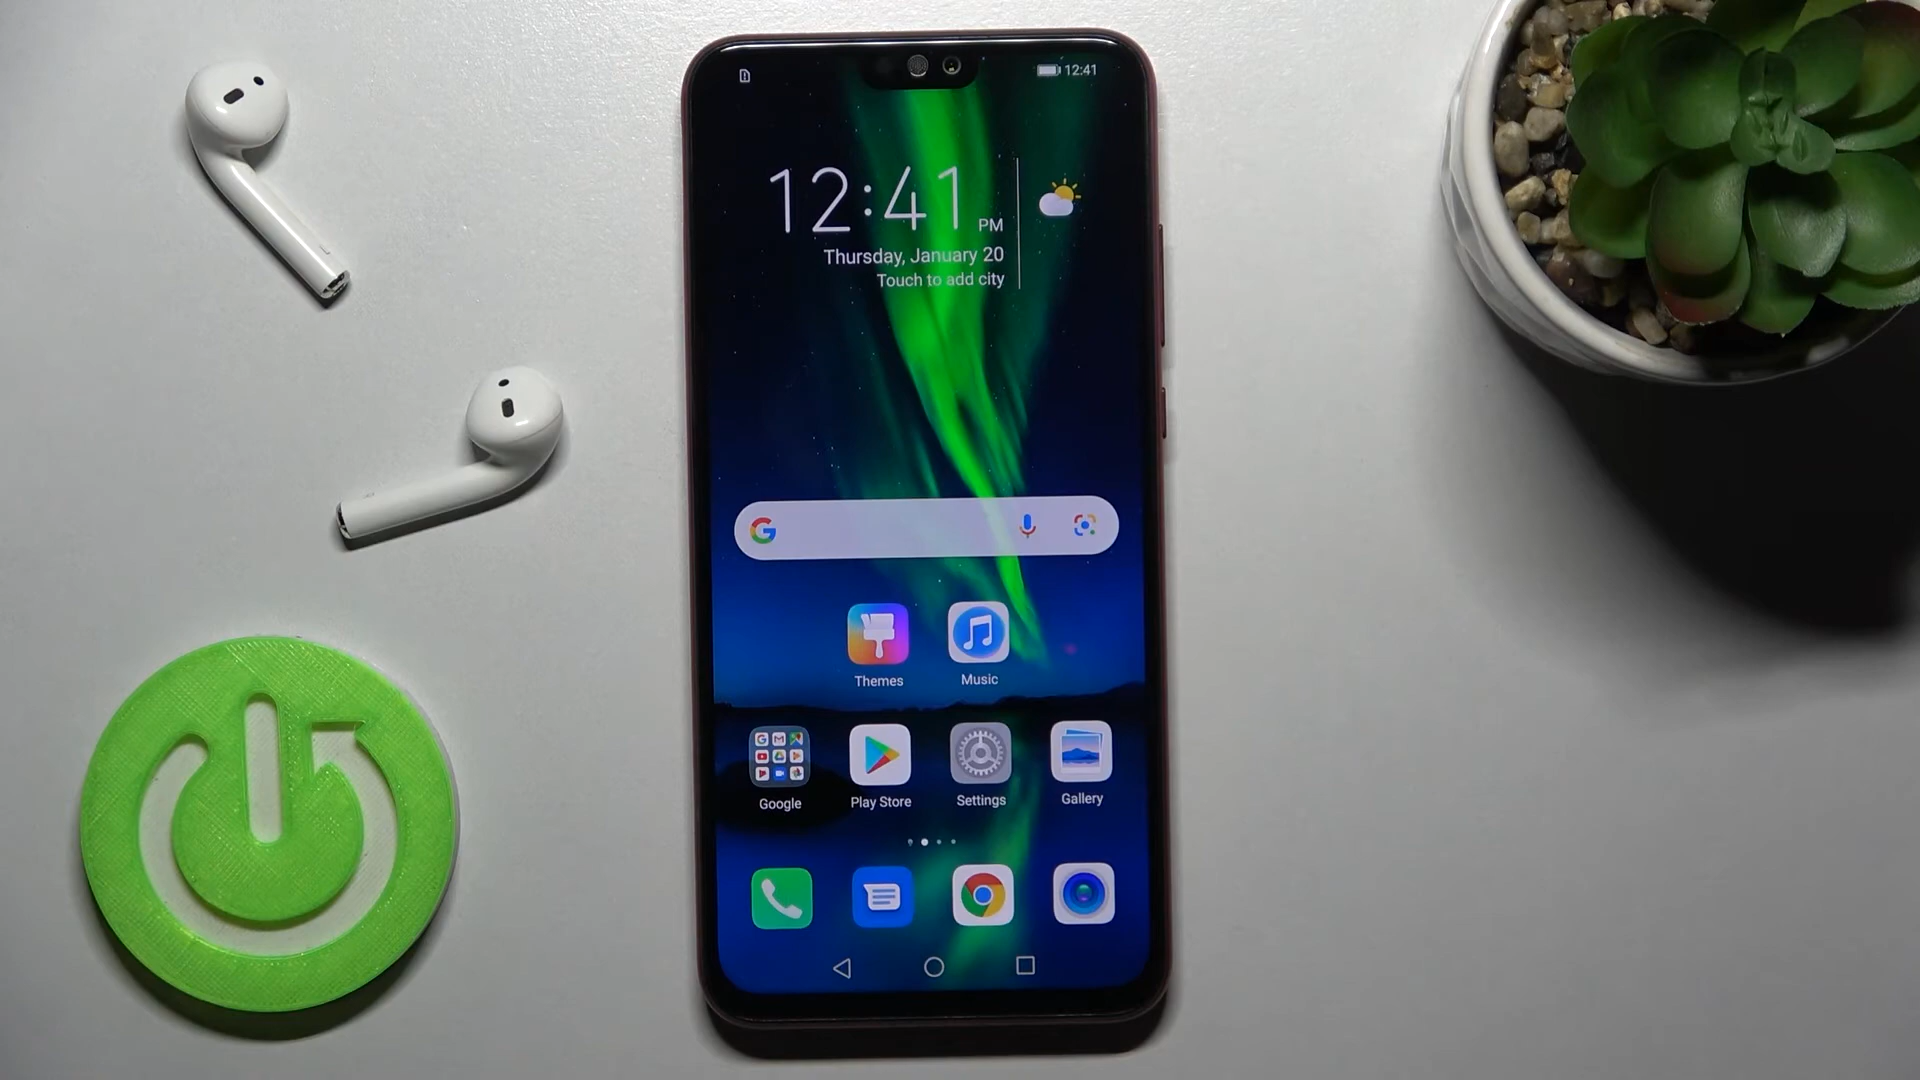 12:41
12:41 PM
Thursday, January 20
Touch to add city
Themes
Music
Google
Play Store
Settings
Gallery